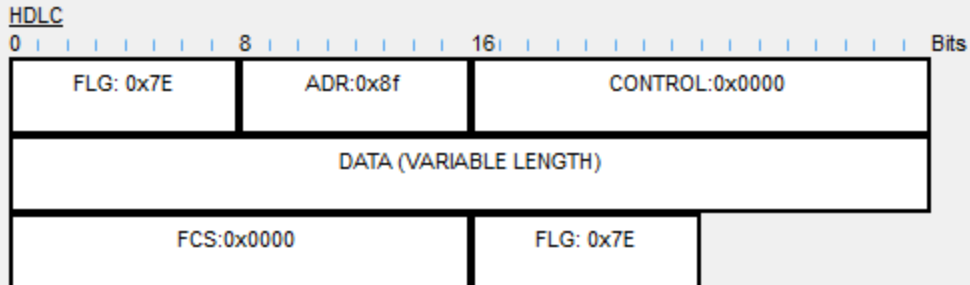 HDLC
0 8 16 Bits
FLG: 0x7E ADR:0x8f CONTROL:0x0000
DATA (VARIABLE LENGTH)
FCS:0x0000 FLG: 0x7E